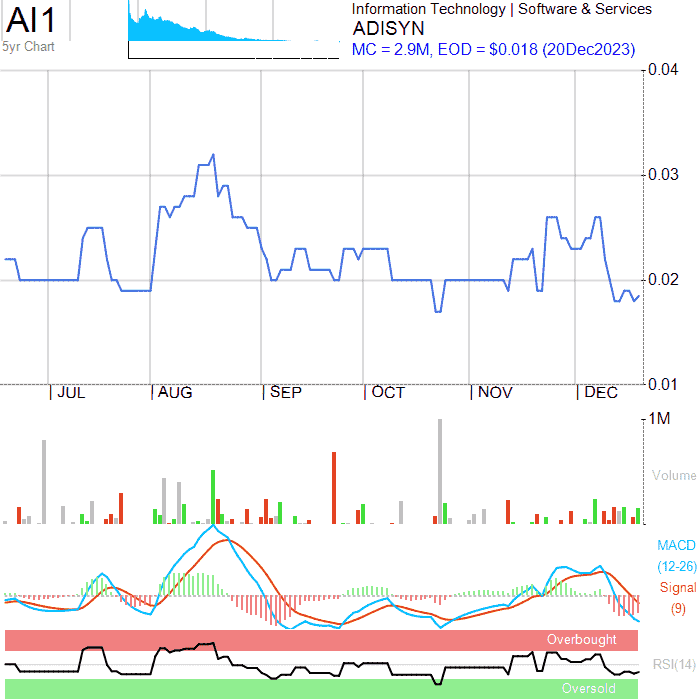 AI1
5yr Chart
Information Technology | Software & Services
ADISYN
MC = 2.9M, EOD = $0.018 (20Dec2023)
0.04
0.03
0.02
0.01
JUL
AUG
SEP
OCT
NOV
DEC
1M
Volume
MACD
(12-26)
Signal
(9)
Overbought
RSI(14)
Oversold